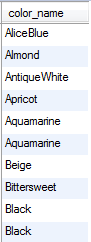 color_name
AliceBlue
Almond
AntiqueWhite
Apricot
Aquamarine
Aquamarine
Beige
Bittersweet
Black
Black